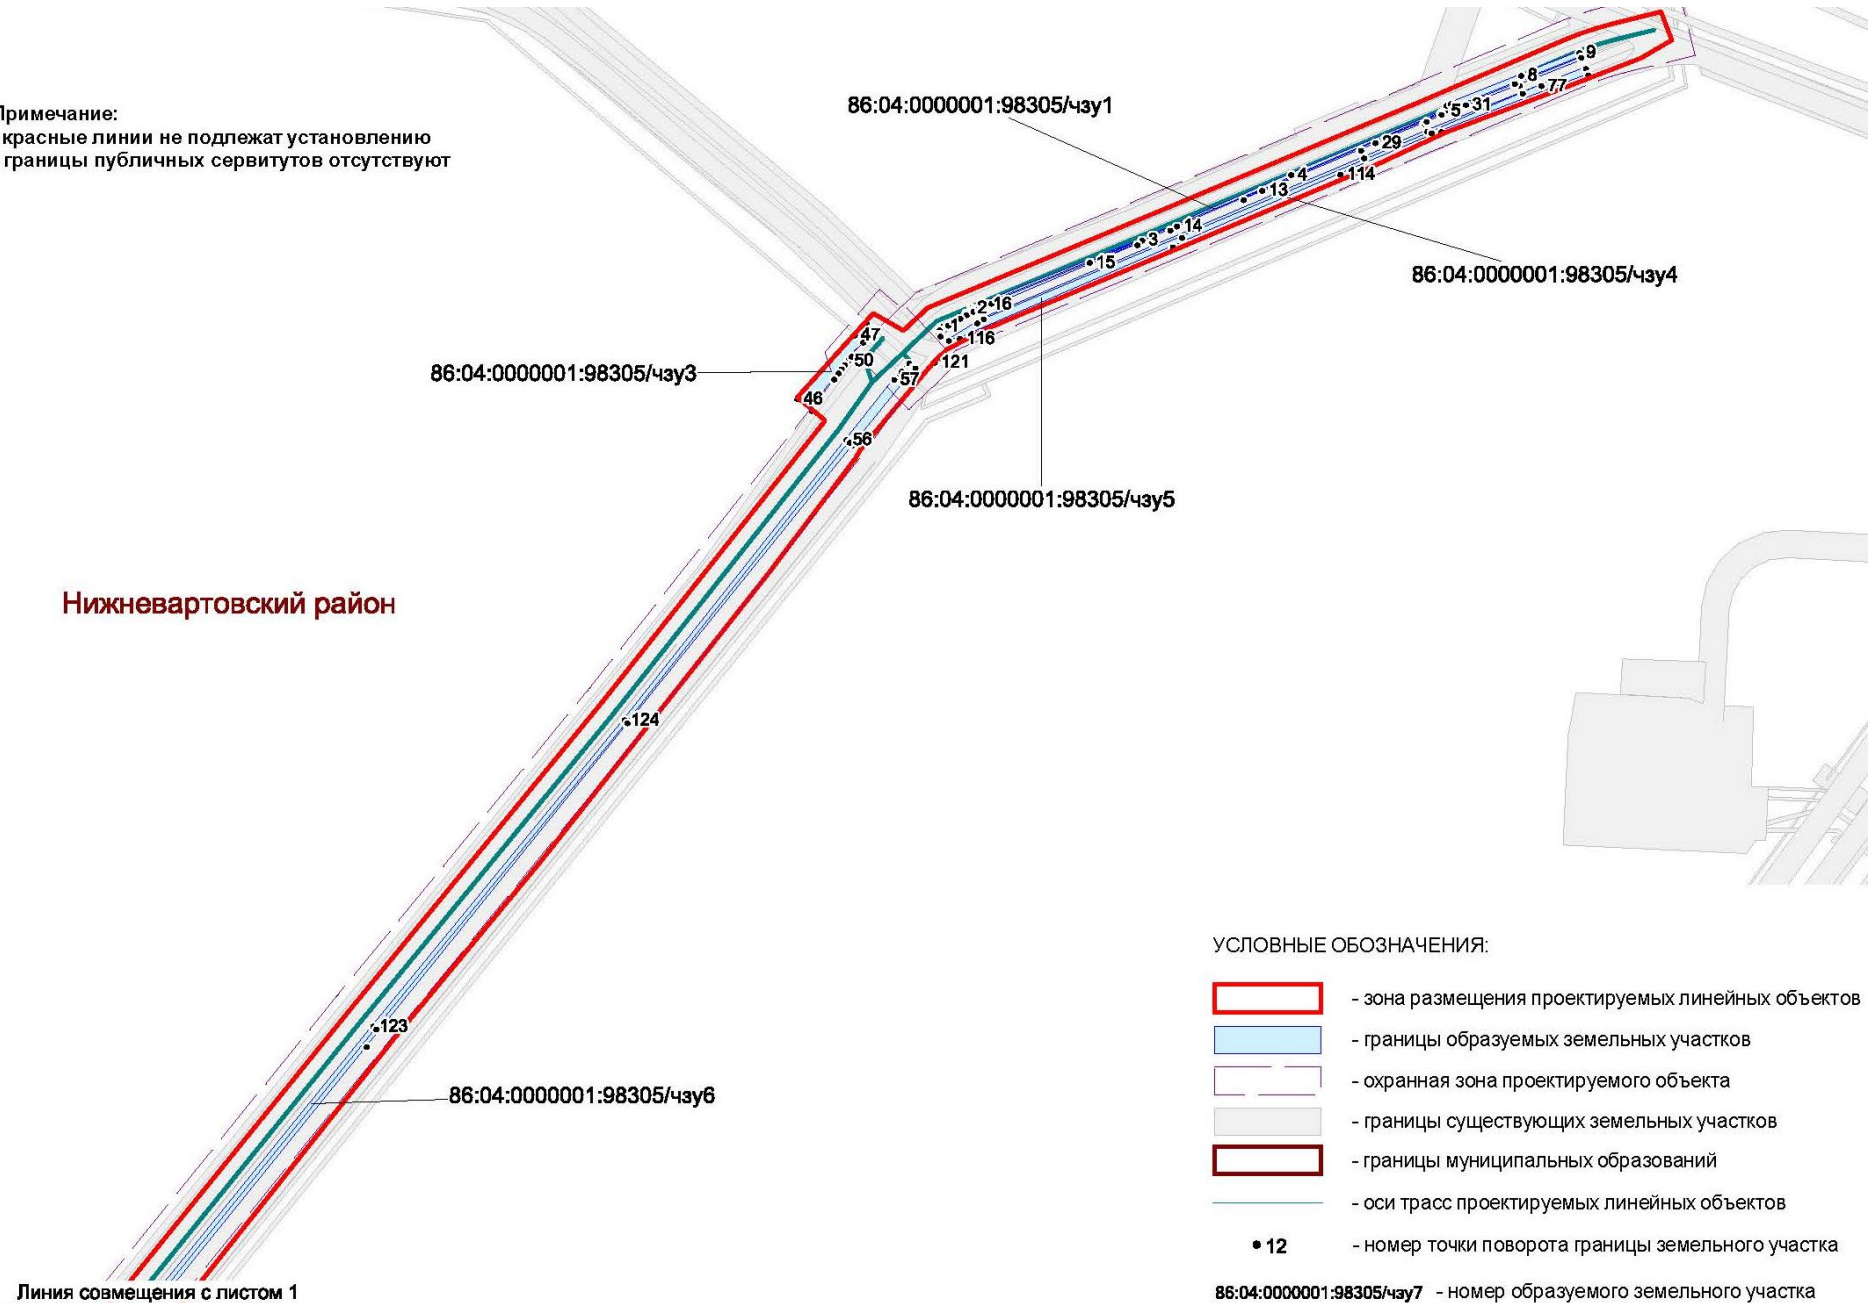 Примечание:
красные линии не подлежат установлению
границы публичных сервитутов отсутствуют
86:04:0000001:98305/чзу1
9
8
77
5
31
29
4
114
13
14
3
15
86:04:0000001:98305/чзу4
2
16
1
116
47
50
121
57
86:04:0000001:98305/чзу3
46
56
86:04:0000001:98305/чзу5
Нижневартовский район
124
123
86:04:0000001:98305/чзу6
Линия совмещения с листом 1
УСЛОВНЫЕ ОБОЗНАЧЕНИЯ:
- зона размещения проектируемых линейных объектов
- границы образуемых земельных участков
- охранная зона проектируемого объекта
- границы существующих земельных участков
- границы муниципальных образований
- оси трасс проектируемых линейных объектов
12 - номер точки поворота границы земельного участка
86:04:0000001:98305/чзу7 - номер образуемого земельного участка